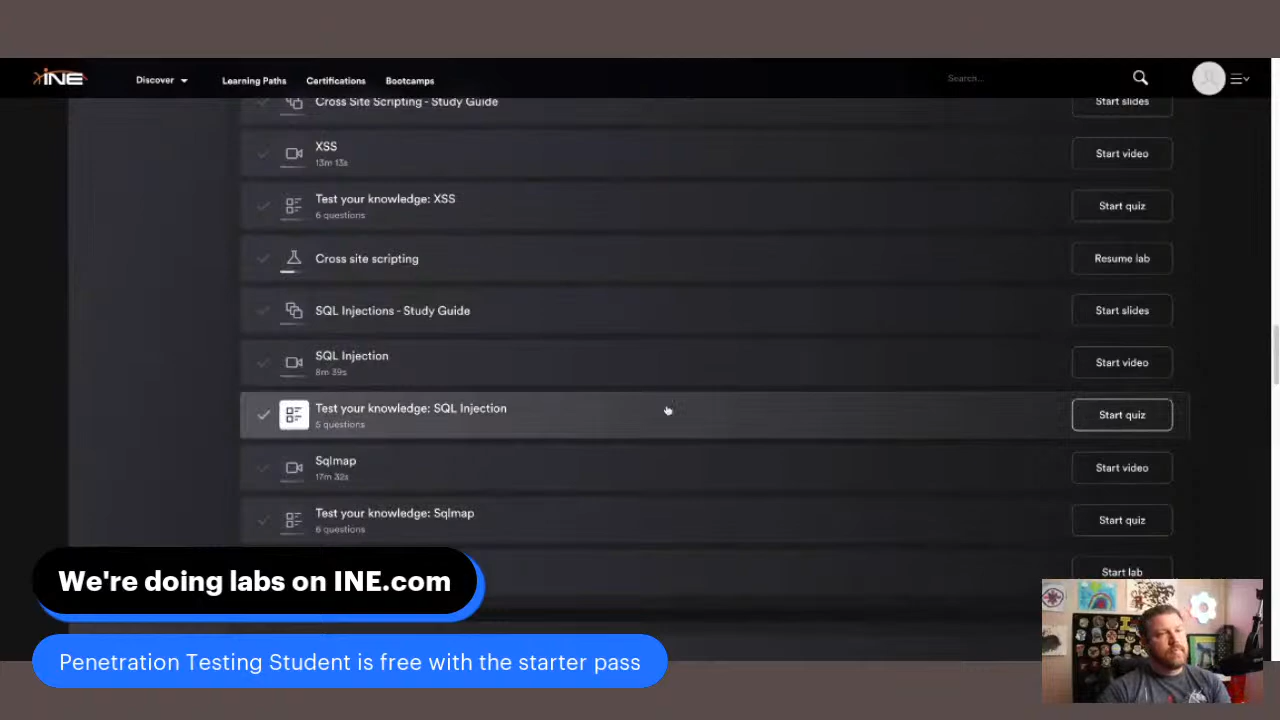 INE
Discover
Learning Paths
Certifications
Bootcamps
Search...
Cross Site Scripting - Study Guide
Start slides
XSS
13m 13s
Start video
Test your knowledge: XSS
6 questions
Start quiz
Cross site scripting
Resume lab
SQL Injections - Study Guide
Start slides
SQL Injection
8m 39s
Start video
Test your knowledge: SQL Injection
5 questions
Start quiz
Sqlmap
17m 32s
Start video
Test your knowledge: Sqlmap
6 questions
Start quiz
Start lab
We're doing labs on INE.com
Penetration Testing Student is free with the starter pass